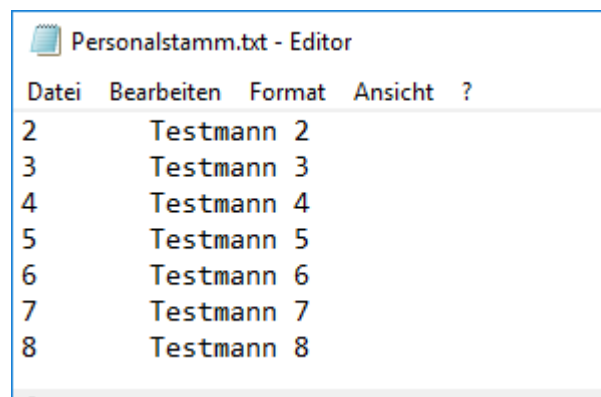 Personalstamm.txt - Editor
Datei Bearbeiten Format Ansicht ?
2 Testmann 2
3 Testmann 3
4 Testmann 4
5 Testmann 5
6 Testmann 6
7 Testmann 7
8 Testmann 8